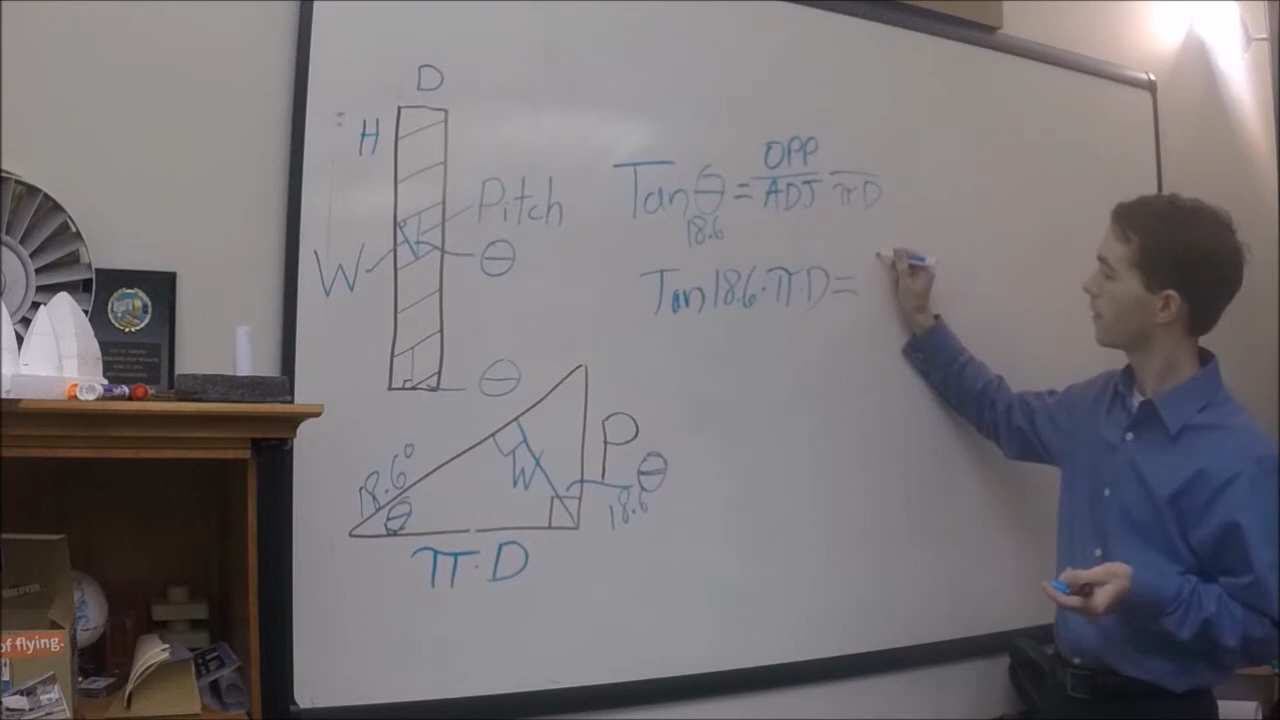 D
H
Pitch
W
Θ
Θ
Tan Θ = OPP
ADJ πD
18.6
Tan 18.6 · π · D =
18.6°
Θ
W
P
Θ
18.6
π · D
of flying.